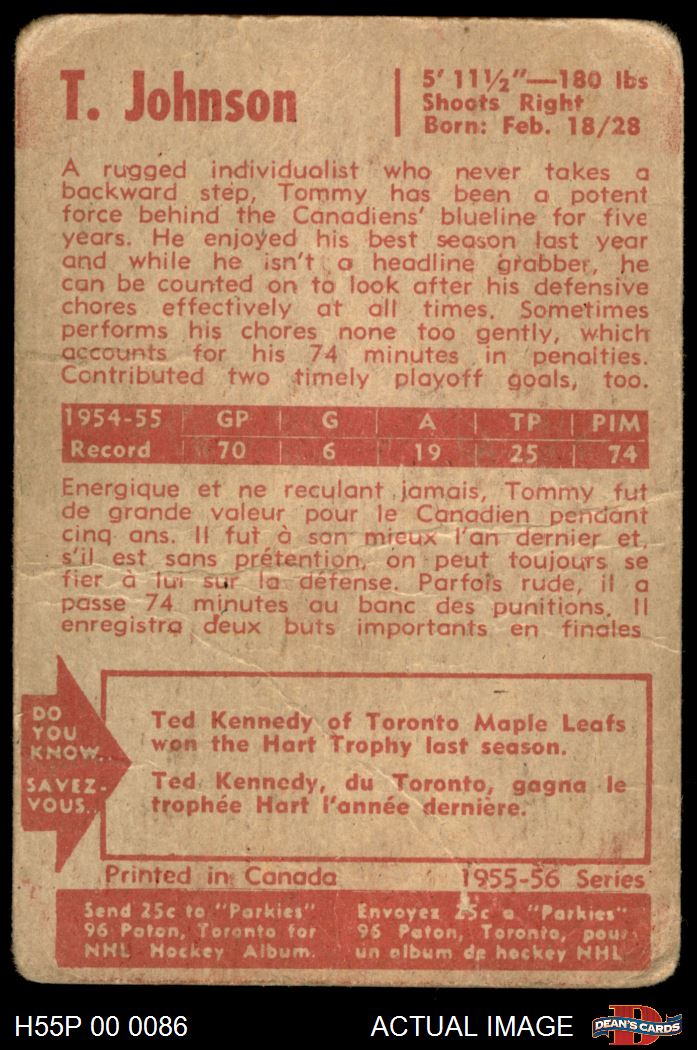 T. Johnson
5' 11½"—180 lbs
Shoots Right
Born: Feb. 18/28
A rugged individualist who never takes a
backward step, Tommy has been a potent
force behind the Canadiens' blueline for five
years. He enjoyed his best season last year
and while he isn't a headline grabber, he
can be counted on to look after his defensive
chores effectively at all times. Sometimes
performs his chores none too gently, which
accounts for his 74 minutes in penalties.
Contributed two timely playoff goals, too.
1954-55 GP G A TP PIM
Record 70 6 19 25 74
Energique et ne reculant jamais, Tommy fut
de grande valeur pour le Canadien pendant
cinq ans. Il fut à son mieux l'an dernier et,
s'il est sans prétention, on peut toujours se
fier à lui sur la défense. Parfois rude, il a
passe 74 minutes au banc des punitions. Il
enregistra deux buts importants en finales
DO
YOU
KNOW...
SAVEZ-
VOUS...
Ted Kennedy of Toronto Maple Leafs
won the Hart Trophy last season.
Ted Kennedy, du Toronto, gagna le
trophée Hart l'année dernière.
Printed in Canada 1955-56 Series
Send 25c to "Parkies"
96 Paton, Toronto for
NHL Hockey Album.
Envoyez 25c a "Parkies"
96 Paton, Toronto, pour
un album de hockey NHL
H55P 00 0086 ACTUAL IMAGE
D
DEAN'S CARDS